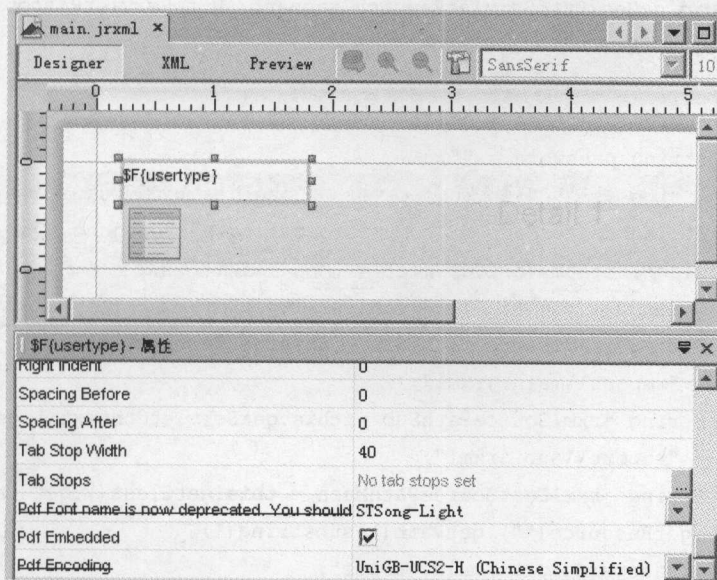 main.jrxml ×
Designer XML Preview SansSerif 10
0 1 2 3 4 5
0
$F{usertype}
Detail 1
0
$F{usertype} - 属性
Right Indent 0
Spacing Before 0
Spacing After 0
Tab Stop Width 40
Tab Stops No tab stops set ...
Pdf Font name is now deprecated. You should STSong-Light
Pdf Embedded
Pdf Encoding UniGB-UCS2-H (Chinese Simplified)